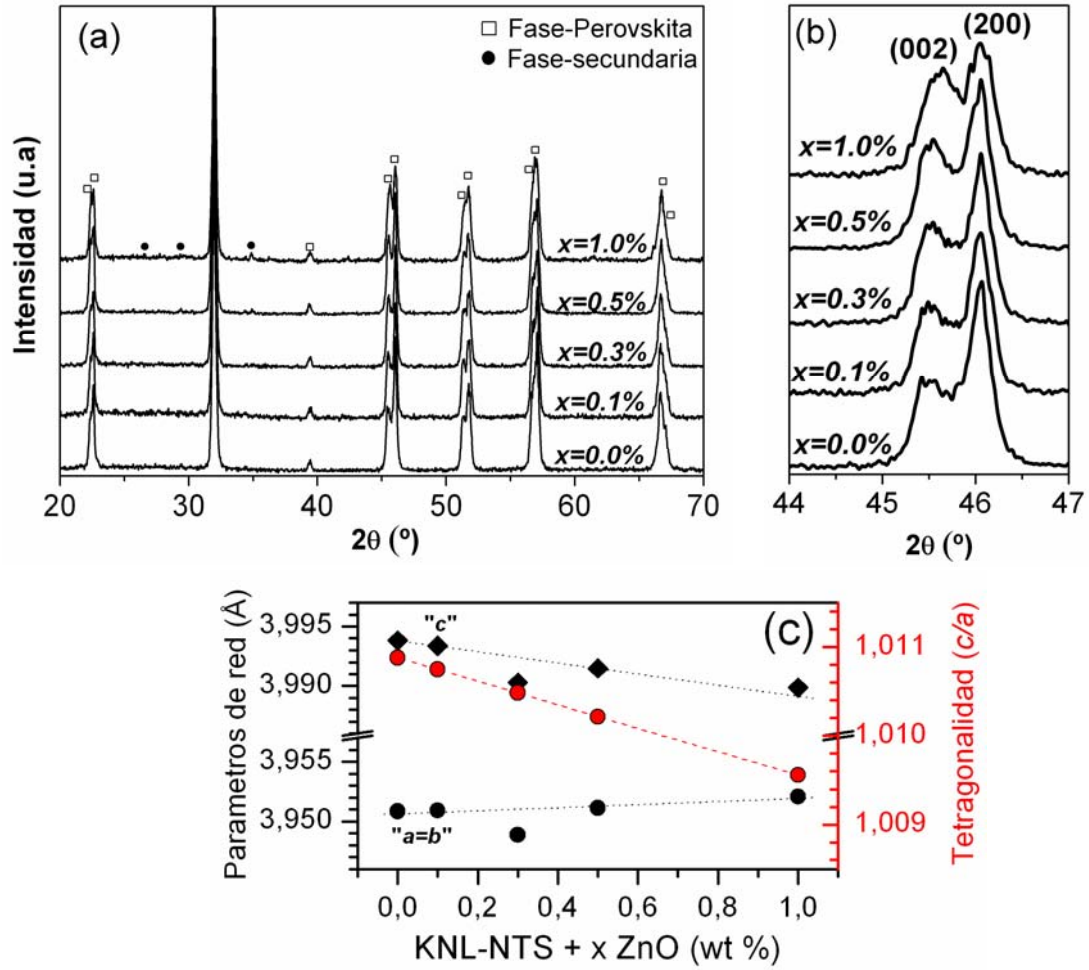 (a)
□ Fase-Perovskita
● Fase-secundaria
Intensidad (u.a)
x=1.0%
x=0.5%
x=0.3%
x=0.1%
x=0.0%
20 30 40 50 60 70
2θ (º)
(b)
(002)
(200)
x=1.0%
x=0.5%
x=0.3%
x=0.1%
x=0.0%
44 45 46 47
2θ (º)
(c)
Parametros de red (Å)
3,995
3,990
3,955
3,950
"c"
"a=b"
1,011
1,010
1,009
Tetragonalidad (c/a)
0,0 0,2 0,4 0,6 0,8 1,0
KNL-NTS + x ZnO (wt %)